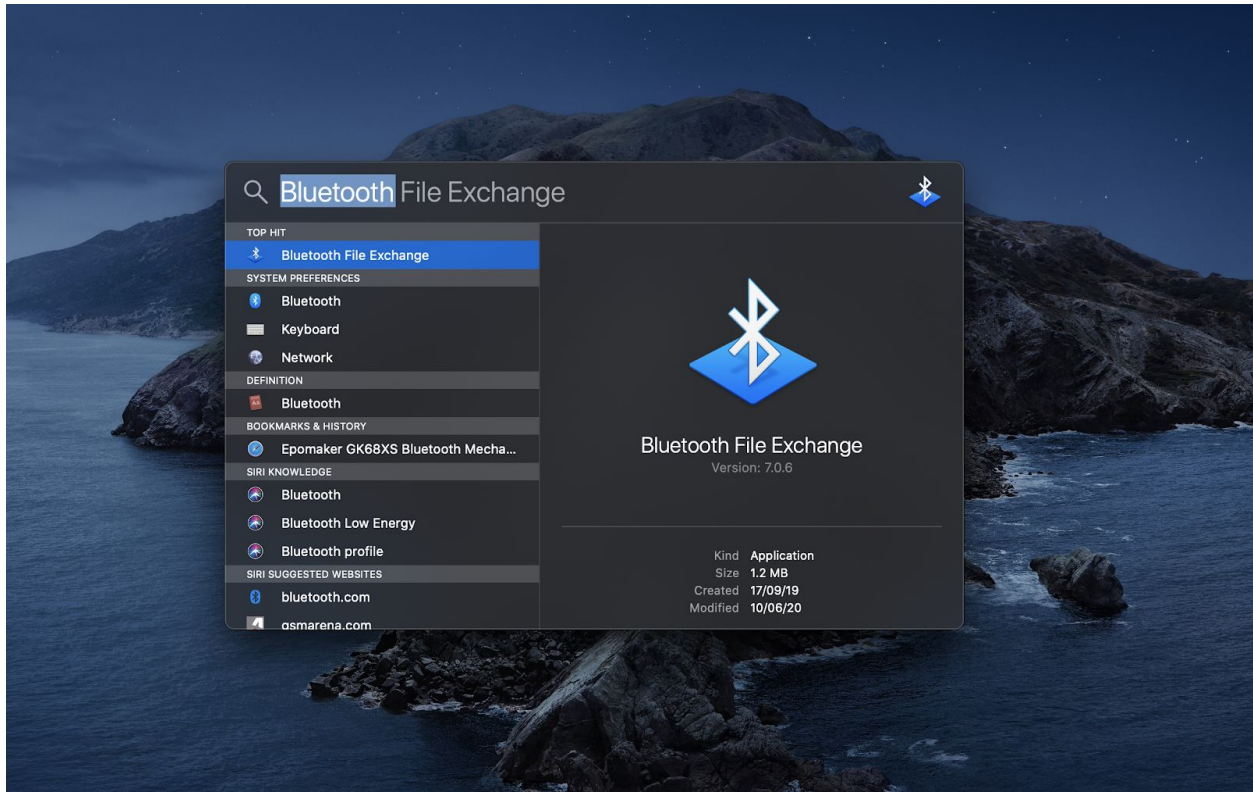 Bluetooth File Exchange
TOP HIT
Bluetooth File Exchange
SYSTEM PREFERENCES
Bluetooth
Keyboard
Network
DEFINITION
Bluetooth
BOOKMARKS & HISTORY
Epomaker GK68XS Bluetooth Mecha...
SIRI KNOWLEDGE
Bluetooth
Bluetooth Low Energy
Bluetooth profile
SIRI SUGGESTED WEBSITES
bluetooth.com
gsmarena.com
Bluetooth File Exchange
Version: 7.0.6
Kind Application
Size 1.2 MB
Created 17/09/19
Modified 10/06/20